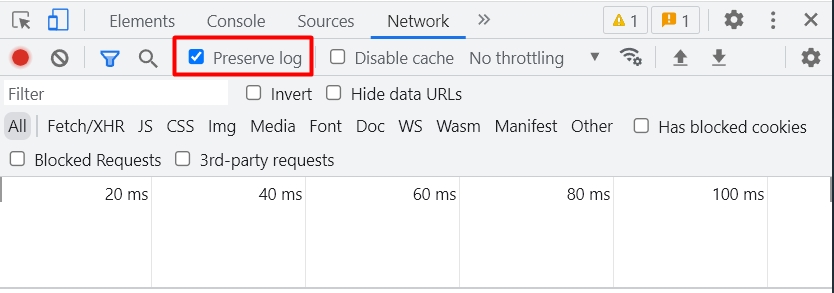 Elements Console Sources Network » 1 1
Preserve log Disable cache No throttling
Filter Invert Hide data URLs
All Fetch/XHR JS CSS Img Media Font Doc WS Wasm Manifest Other Has blocked cookies
Blocked Requests 3rd-party requests
20 ms 40 ms 60 ms 80 ms 100 ms